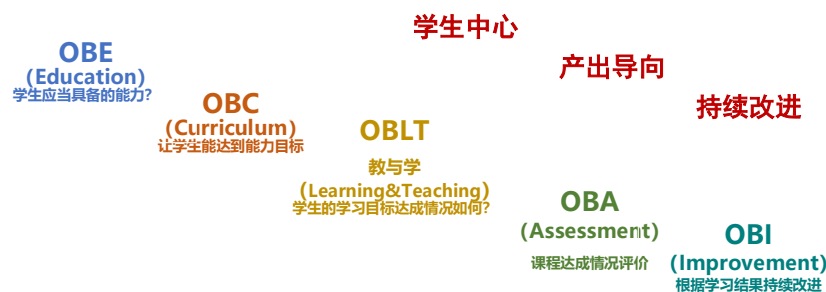 学生中心
产出导向
持续改进
OBE
(Education)
学生应当具备的能力?
OBC
(Curriculum)
让学生能达到能力目标
OBLT
教与学
(Learning&Teaching)
学生的学习目标达成情况如何?
OBA
(Assessment)
课程达成情况评价
OBI
(Improvement)
根据学习结果持续改进